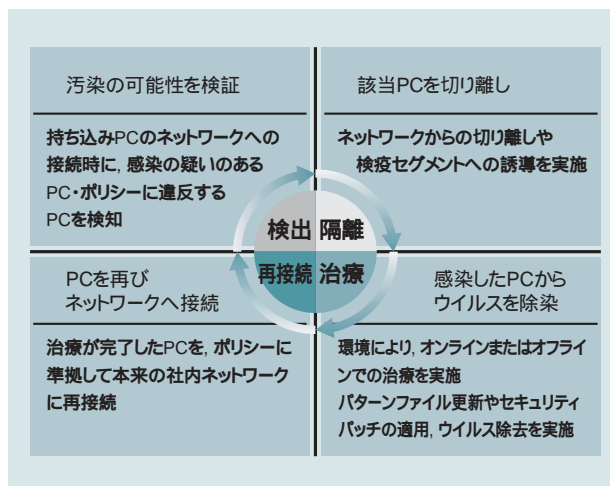 汚染の可能性を検証
持ち込みPCのネットワークへの
接続時に, 感染の疑いのある
PC・ポリシーに違反する
PCを検知
該当PCを切り離し
ネットワークからの切り離しや
検疫セグメントへの誘導を実施
検出
隔離
再接続
治療
PCを再び
ネットワークへ接続
治療が完了したPCを, ポリシーに
準拠して本来の社内ネットワーク
に再接続
感染したPCから
ウイルスを除染
環境により, オンラインまたはオフライ
ンでの治療を実施
パターンファイル更新やセキュリティ
パッチの適用, ウイルス除去を実施